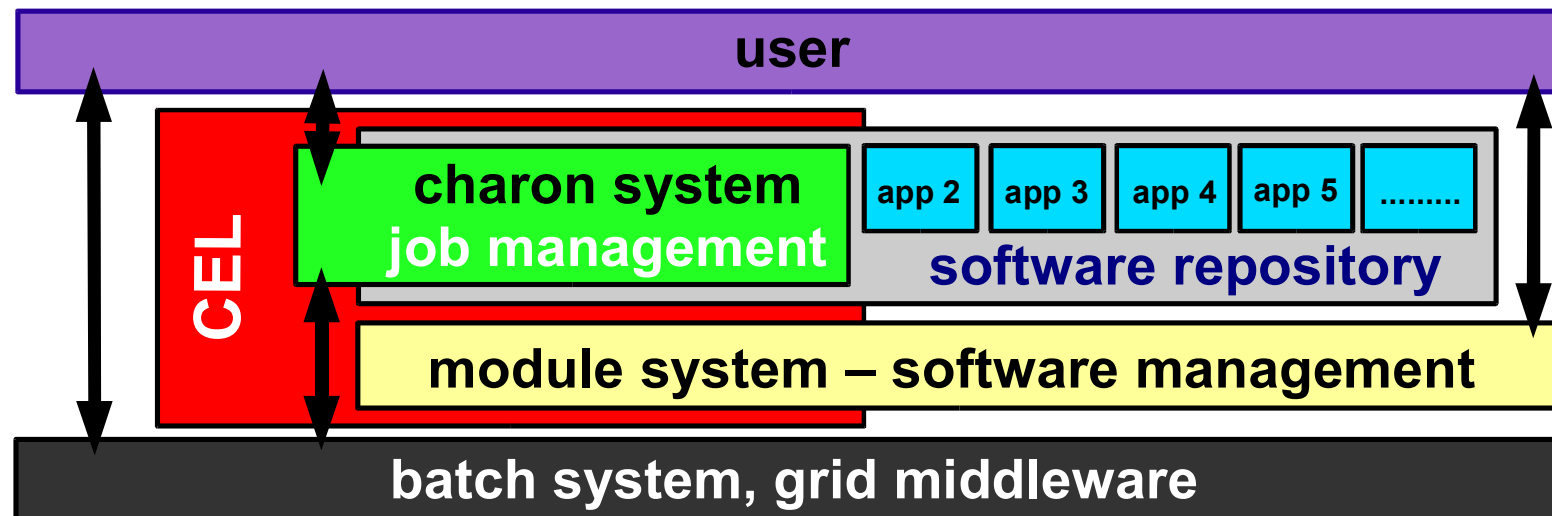 user
CEL
charon system
job management
app 2
app 3
app 4
app 5
.........
software repository
module system – software management
batch system, grid middleware